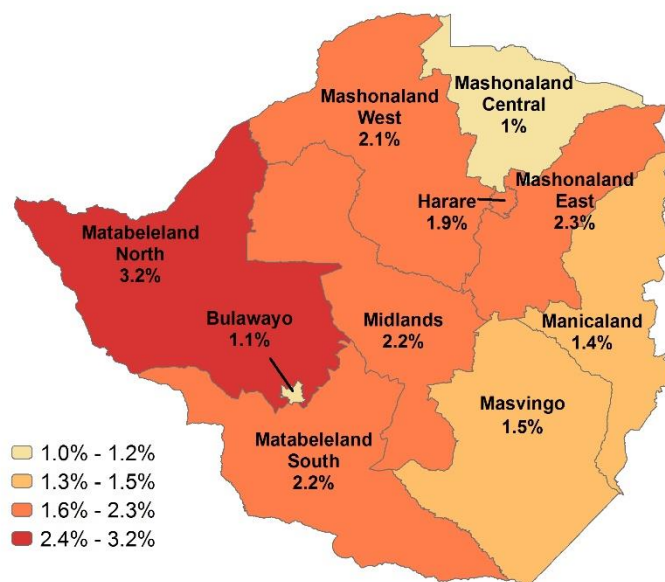 Mashonaland
Central
1%
Mashonaland
West
2.1%
Mashonaland
East
2.3%
Harare
1.9%
Matabeleland
North
3.2%
Bulawayo
1.1%
Midlands
2.2%
Manicaland
1.4%
Masvingo
1.5%
Matabeleland
South
2.2%
1.0% - 1.2%
1.3% - 1.5%
1.6% - 2.3%
2.4% - 3.2%